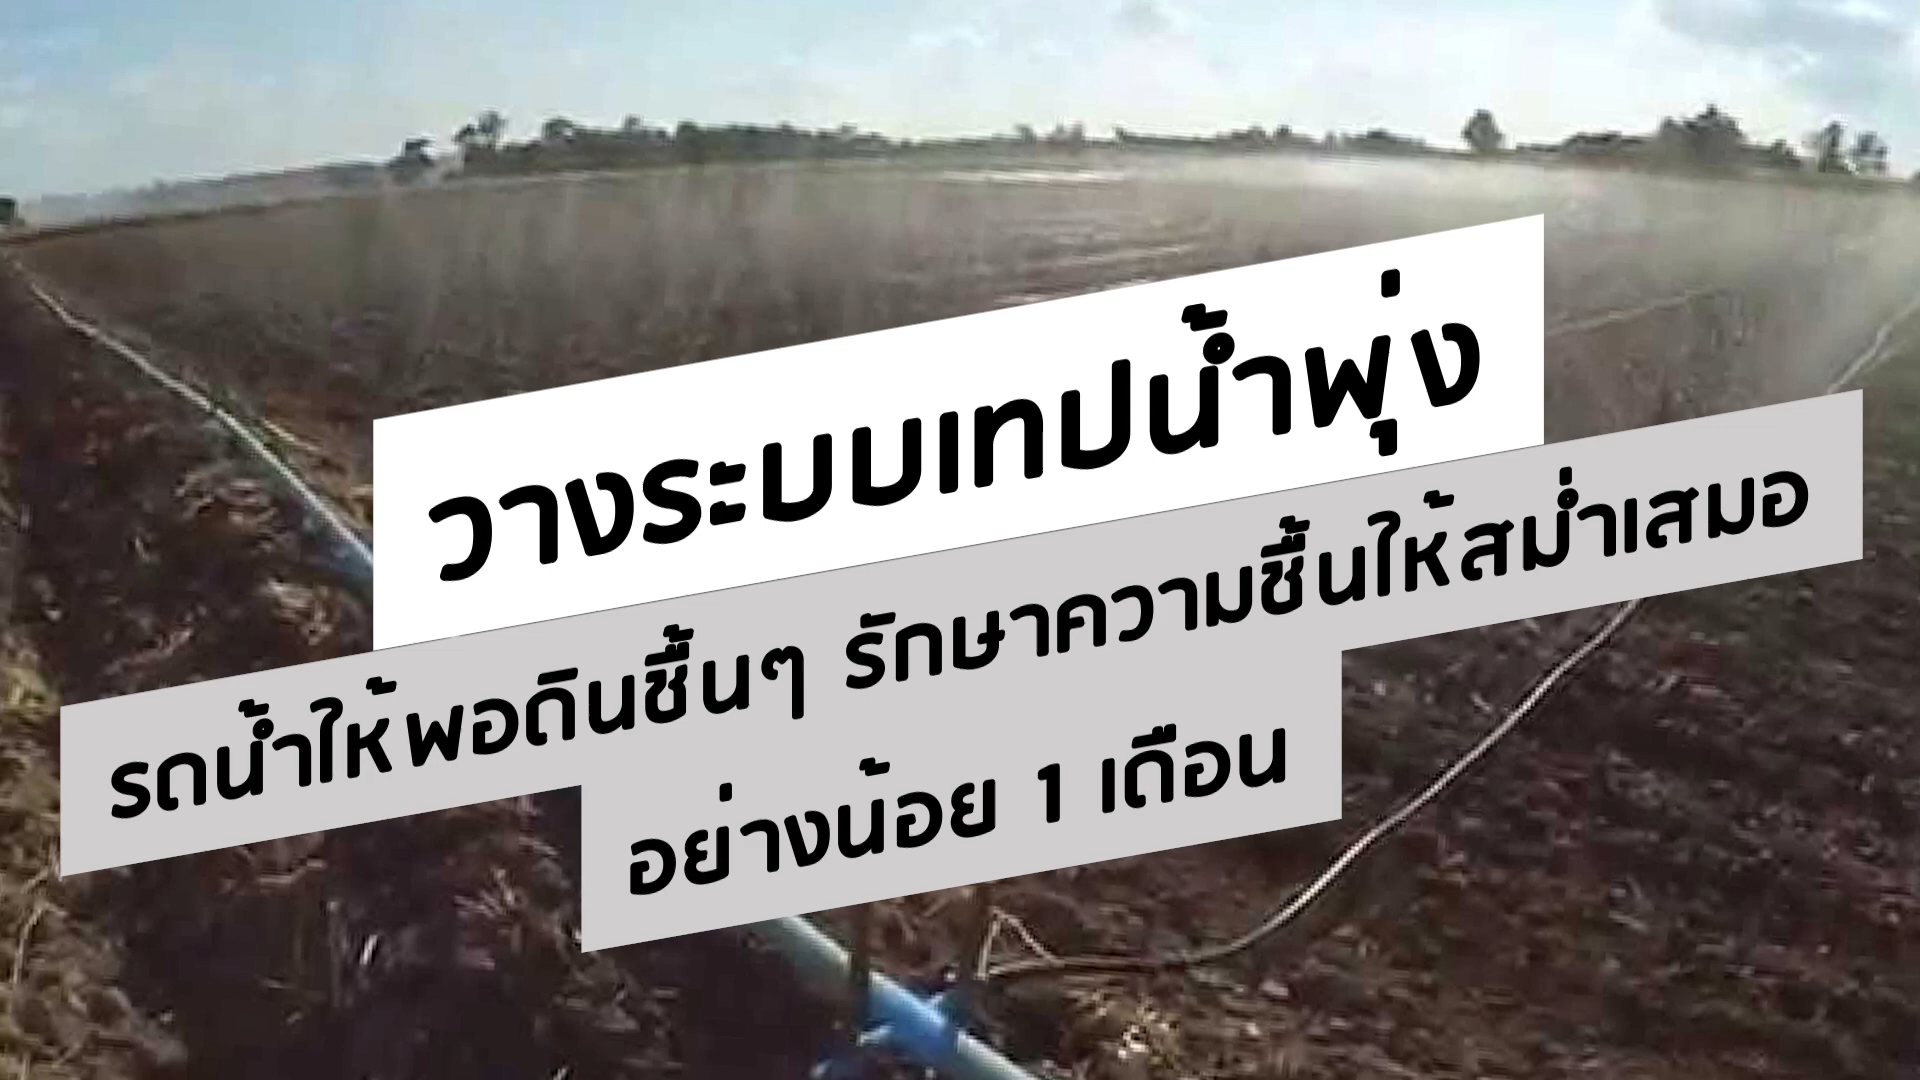 วางระบบเทปน้ำพุ่ง
รดน้ำให้พอดินชื้นๆ รักษาความชื้นให้สม่ำเสมอ
อย่างน้อย 1 เดือน